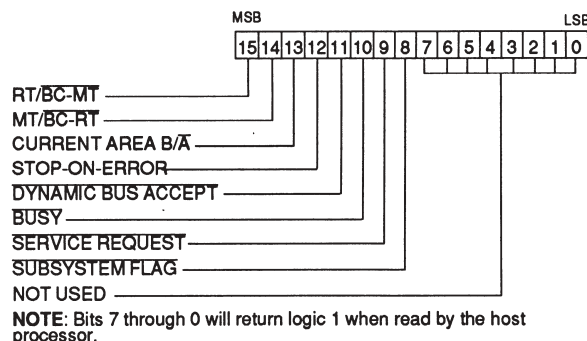 MSB LSB
15 14 13 12 11 10 9 8 7 6 5 4 3 2 1 0
RT/BC-MT
MT/BC-RT
CURRENT AREA B/A
STOP-ON-ERROR
DYNAMIC BUS ACCEPT
BUSY
SERVICE REQUEST
SUBSYSTEM FLAG
NOT USED
NOTE: Bits 7 through 0 will return logic 1 when read by the host
processor.